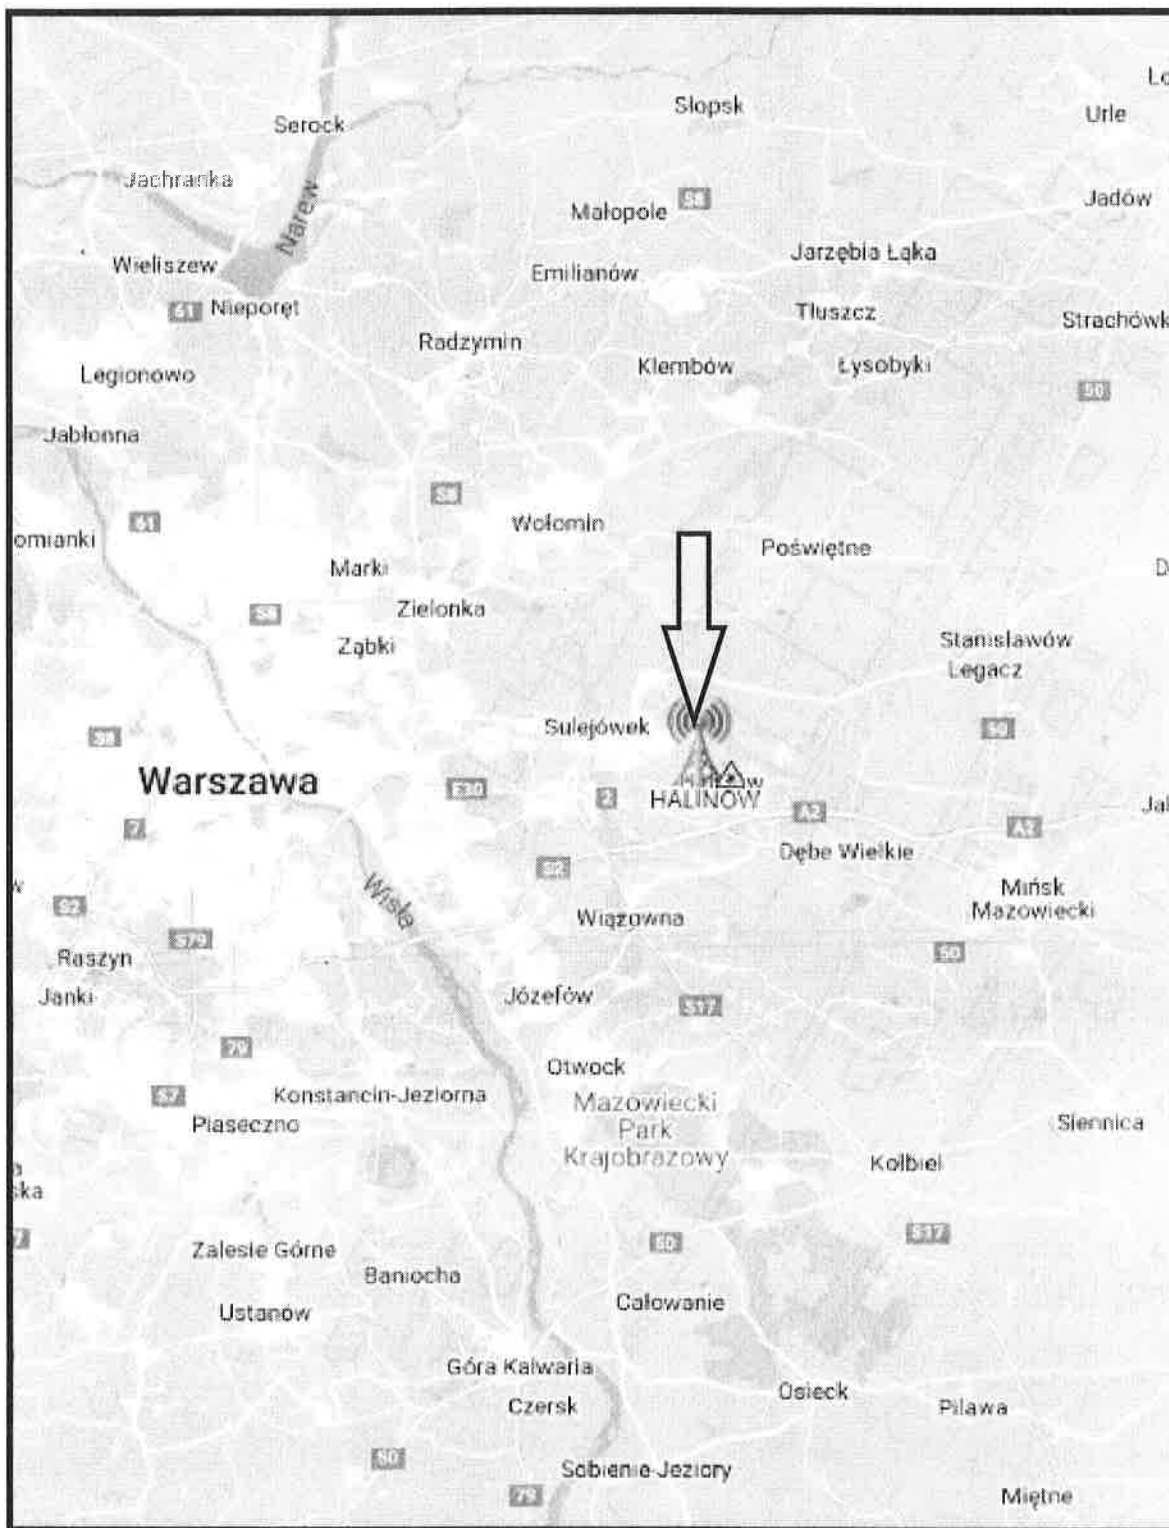 Serock
Slopsk
Urle
Jachranka
Narew
Małopole
S8
Jadów
Wieliszew
Emilianów
Jarzębia Łąka
61
Nieporęt
Tłuszcz
Strachówk
Radzymin
Klembów
Łysobyki
Legionowo
50
Jabłonna
S8
61
Wołomin
omianki
Poświętne
Marki
S8
Zielonka
Ząbki
Stanisławów
Legacz
Sulejówek
S8
50
Warszawa
E30
2
HALINÓW
A2
7
A2
Dębe Wielkie
S2
Wisła
Mińsk
Mazowiecki
S2
Wiązowna
S79
Raszyn
50
Janki
Józefów
S17
79
Otwock
S7
Konstancin-Jeziorna
Mazowiecki
Park
Krajobrazowy
Piaseczno
Siennica
Kołbiel
ska
7
S17
50
Zalesie Górne
Baniocha
Ustanów
Całowanie
Góra Kalwaria
Osieck
Czersk
Pilawa
50
Sobienie-Jeziory
79
Miętne